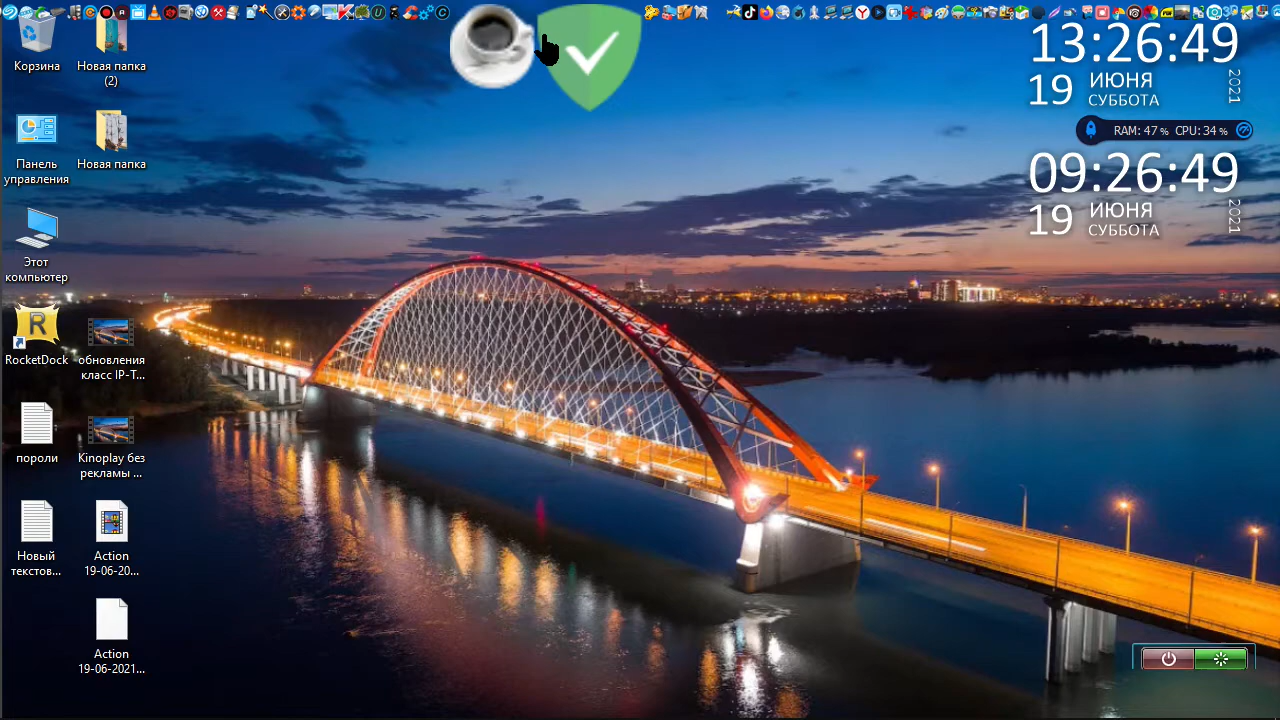 Корзина
Новая папка
(2)
Панель
управления
Новая папка
Этот
компьютер
RocketDock
обновления
класс IP-T...
пороли
Kinoplay без
рекламы ...
Новый
текстов...
Action
19-06-20...
Action
19-06-2021...
13:26:49
19 ИЮНЯ
СУББОТА
2021
RAM: 47 % CPU: 34 %
09:26:49
19 ИЮНЯ
СУББОТА
2021